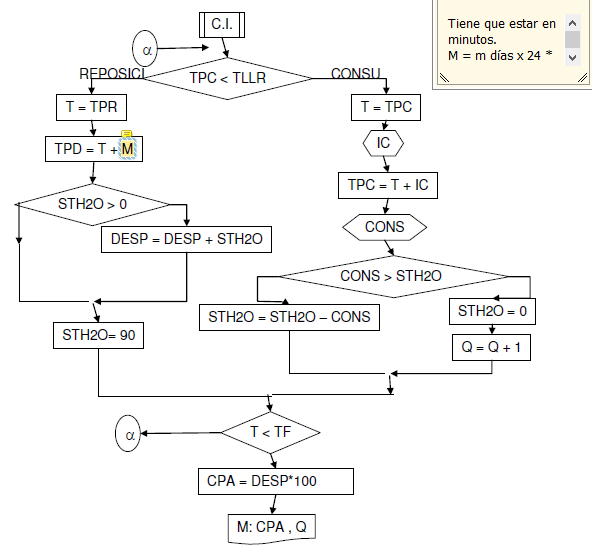 C.I.
Tiene que estar en
minutos.
M = m días x 24 *
α
REPOSICI
TPC < TLLR
CONSU
T = TPR
T = TPC
TPD = T + M
IC
TPC = T + IC
STH2O > 0
CONS
DESP = DESP + STH2O
CONS > STH2O
STH2O = STH2O – CONS
STH2O = 0
STH2O= 90
Q = Q + 1
α
T < TF
CPA = DESP*100
M: CPA , Q